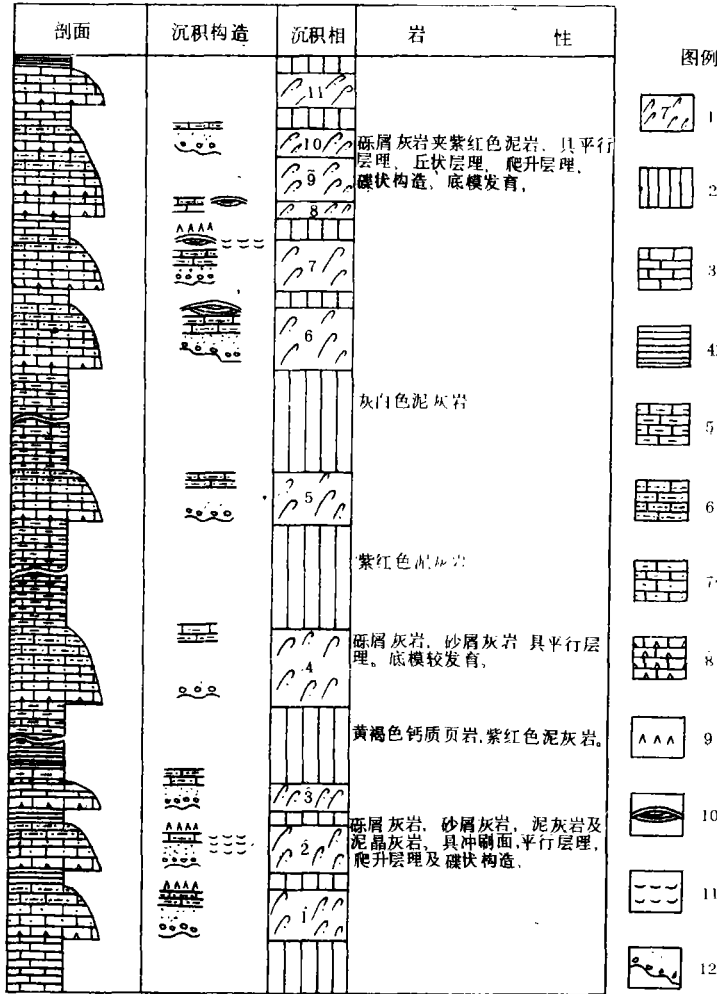 剖面 沉积构造 沉积相 岩 性
图例
11
10
9
8
7
6
5
4
3
2
1
砾屑灰岩夹紫红色泥岩、具平行
层理、丘状层理、爬升层理、
碟状构造、底模发育。
灰白色泥灰岩
紫红色泥灰岩
砾屑灰岩、砂屑灰岩 具平行层
理。底模较发育。
黄褐色钙质页岩、紫红色泥灰岩。
砾屑灰岩、砂屑灰岩、泥灰岩及
泥晶灰岩、具冲刷面、平行层理、
爬升层理及碟状构造。
7 1
2
3
4
5
6
7
8
9
10
11
12